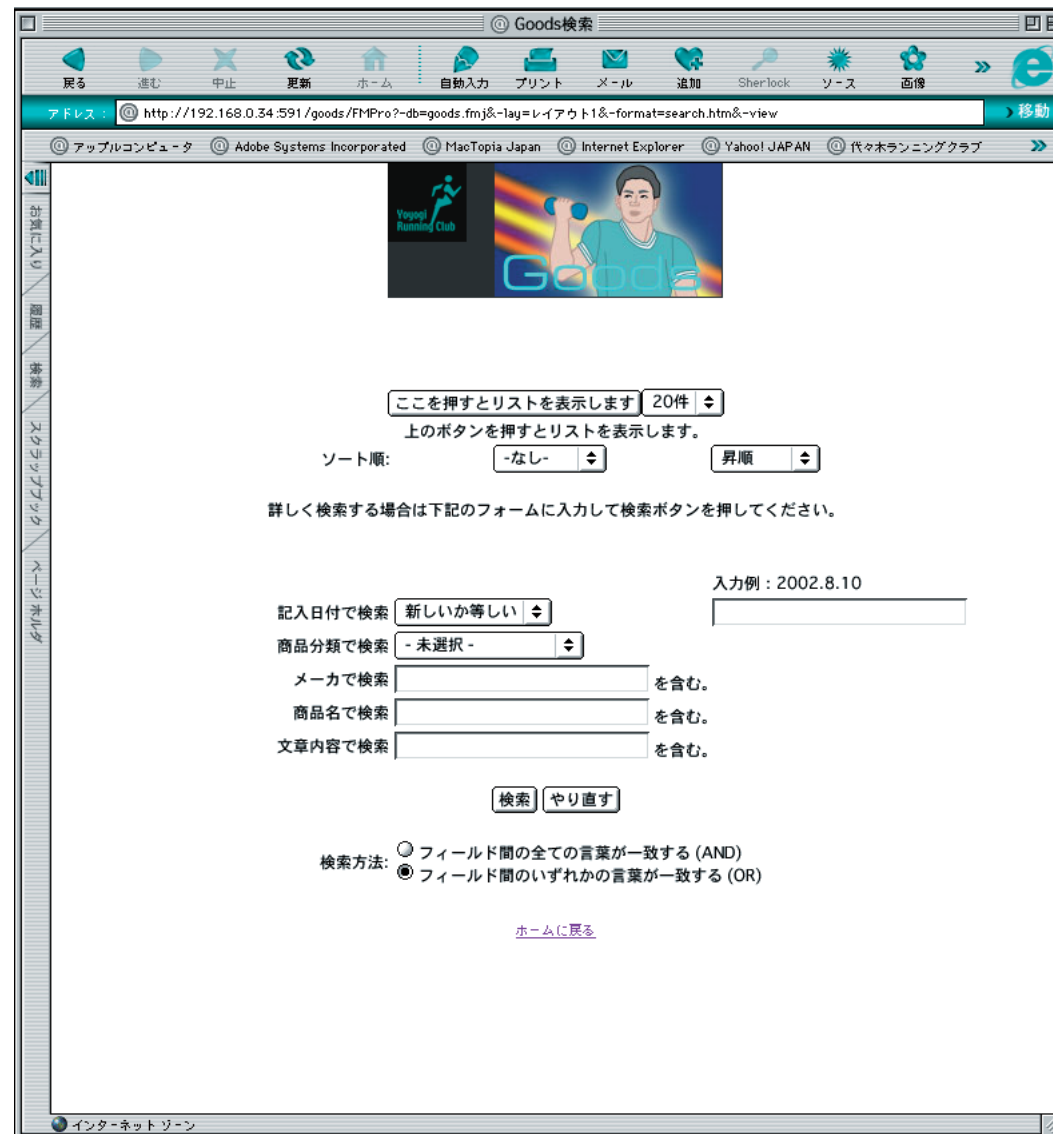 @ Goods検索
戻る 進む 中止 更新 ホーム 自動入力 プリント メール 追加 Sherlock ソース 画像 »
アドレス: @ http://192.168.0.34:591/goods/FMPro?-db=goods.fmj&-lay=レイアウト1&-format=search.htm&-view 移動
@ アップルコンピュータ @ Adobe Systems Incorporated @ MacTopia Japan @ Internet Explorer @ Yahoo! JAPAN @ 代々木ランニングクラブ »
お気に入り
履歴
検索
スクラップブック
ページ ホルダ
Yoyogi
Running Club
Goods
ここを押すとリストを表示します 20件
上のボタンを押すとリストを表示します。
ソート順: -なし- 昇順
詳しく検索する場合は下記のフォームに入力して検索ボタンを押してください。
入力例：2002.8.10
記入日付で検索 新しいか等しい
商品分類で検索 - 未選択 -
メーカで検索 を含む。
商品名で検索 を含む。
文章内容で検索 を含む。
検索 やり直す
検索方法: フィールド間の全ての言葉が一致する (AND)
フィールド間のいずれかの言葉が一致する (OR)
ホームに戻る
インターネット ゾーン